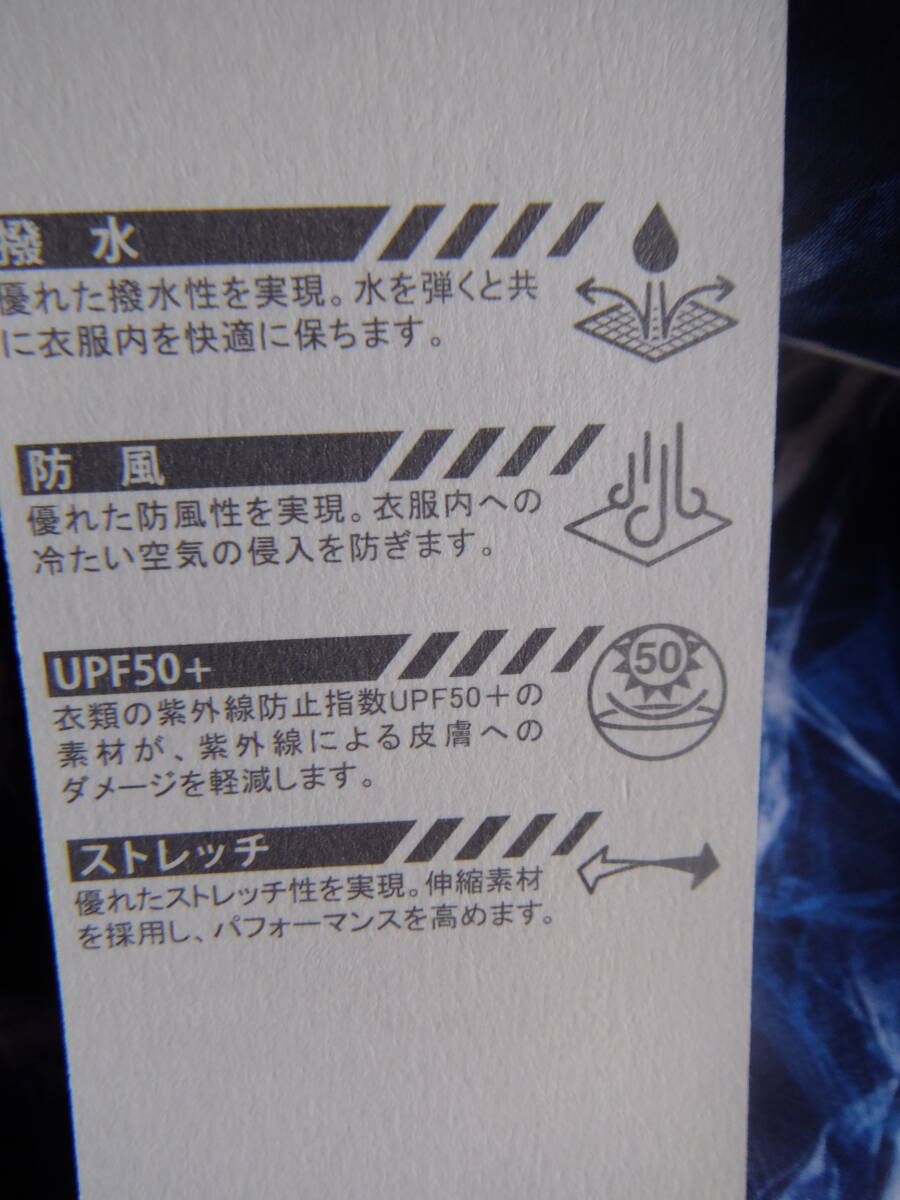 撥　水
優れた撥水性を実現。水を弾くと共
に衣服内を快適に保ちます。
防　風
優れた防風性を実現。衣服内への
冷たい空気の侵入を防ぎます。
UPF50+
50
衣類の紫外線防止指数UPF50+の
素材が、紫外線による皮膚への
ダメージを軽減します。
ストレッチ
優れたストレッチ性を実現。伸縮素材
を採用し、パフォーマンスを高めます。